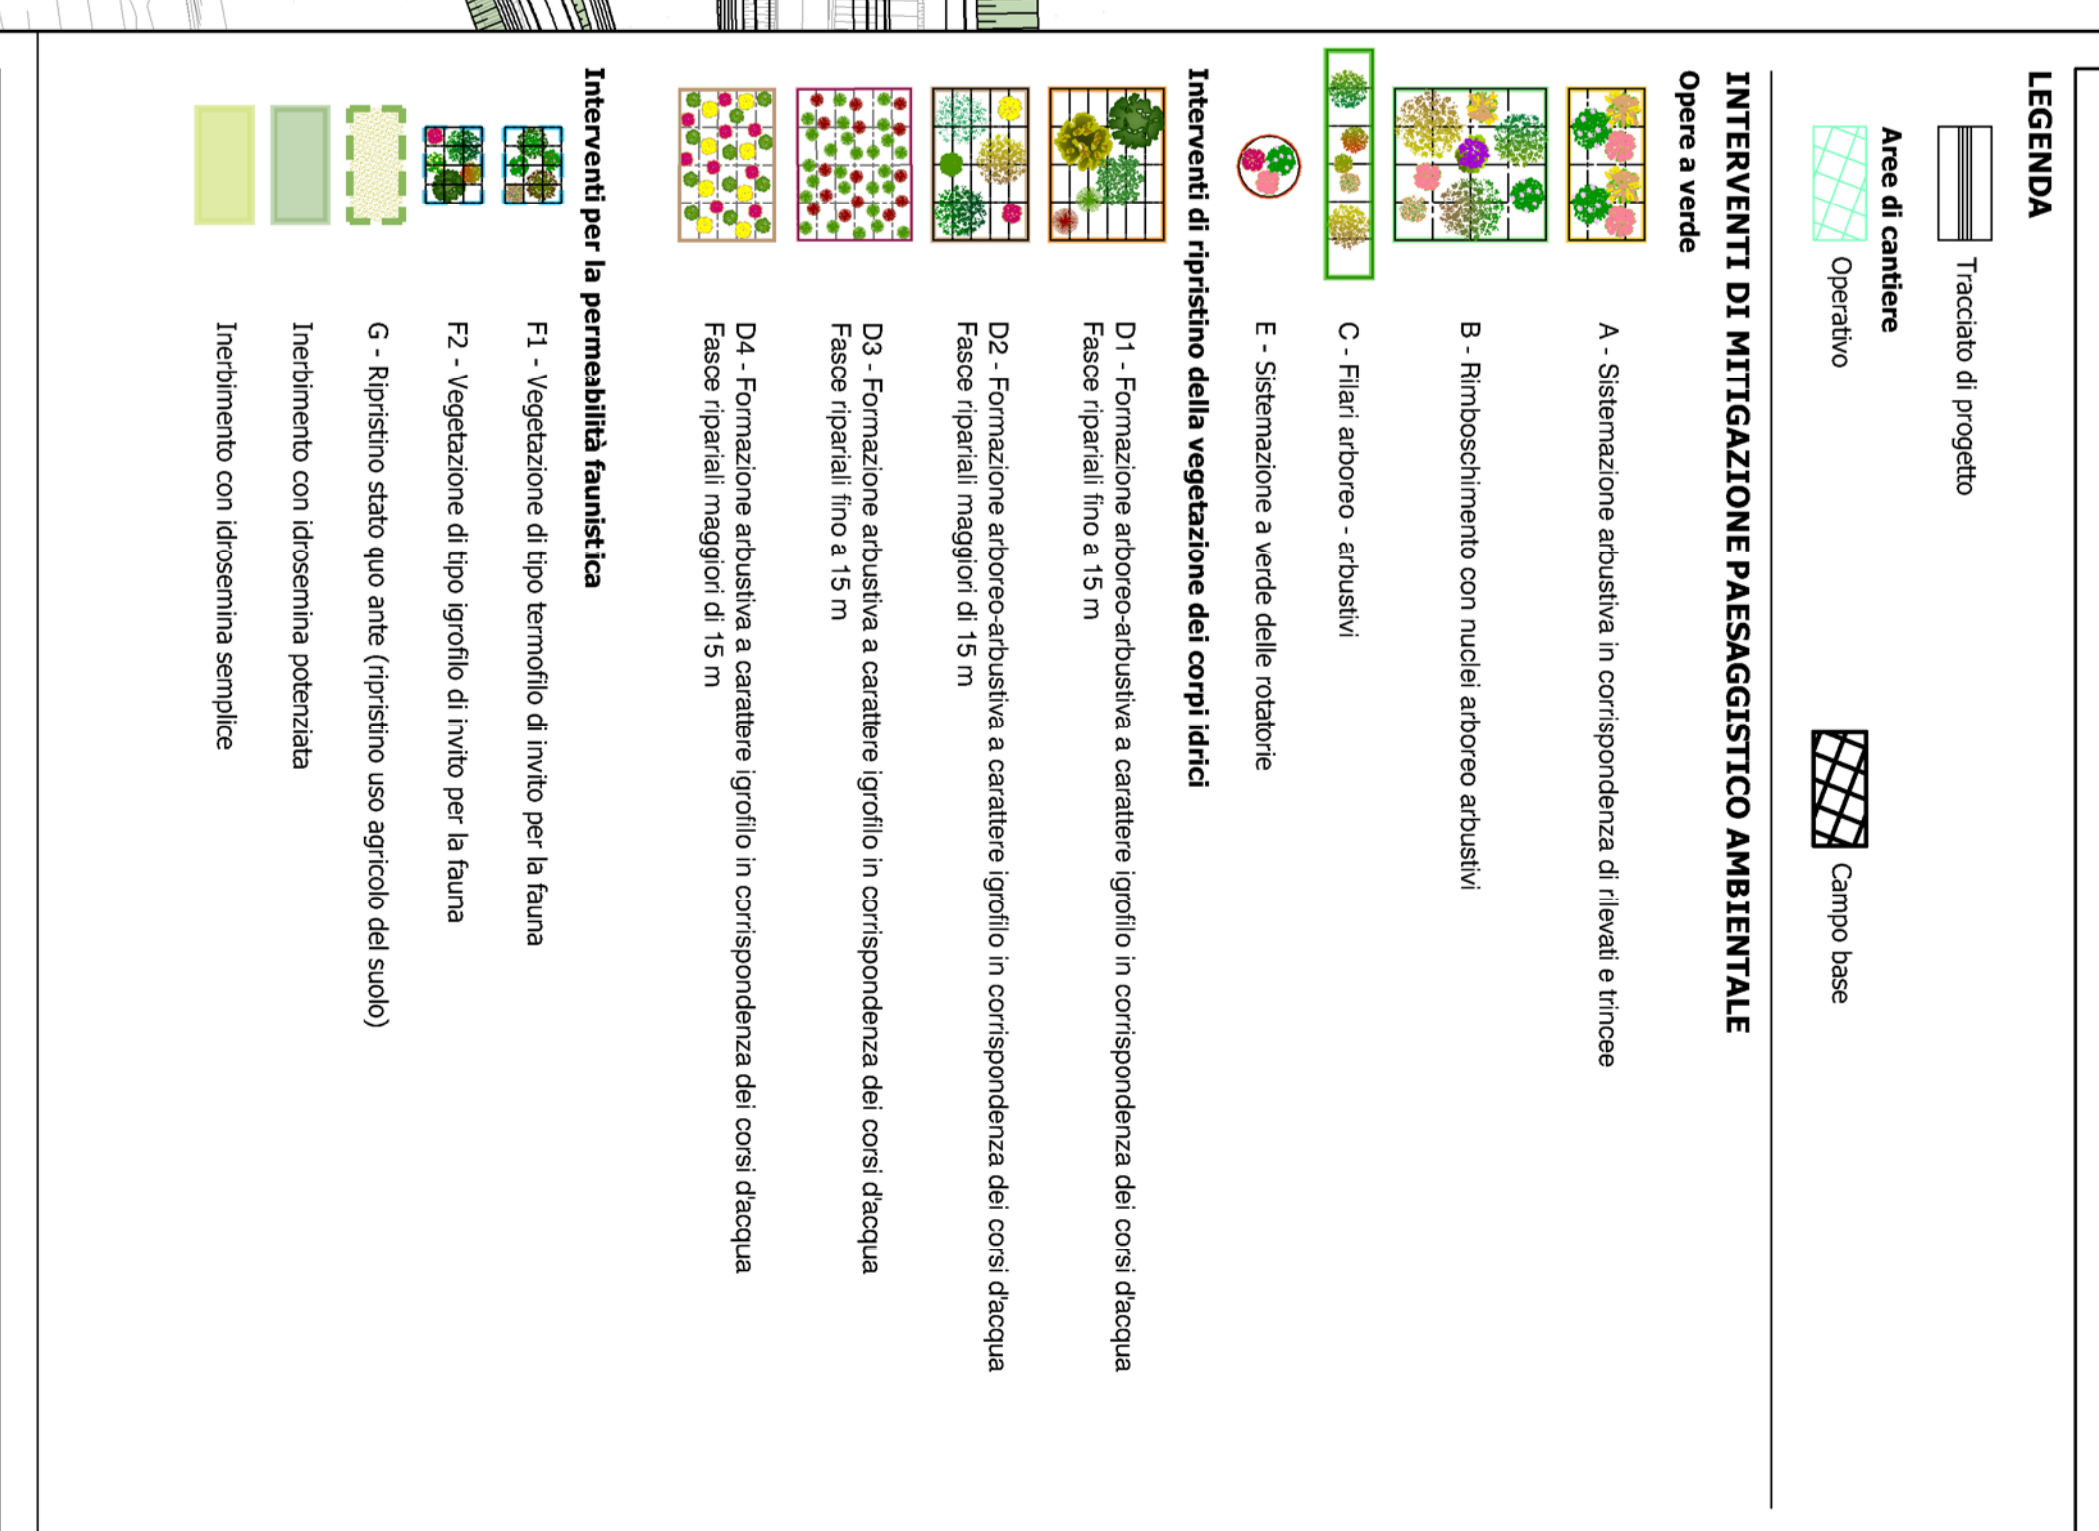 LEGENDA
Tracciato di progetto
Aree di cantiere
Operativo
Campo base
INTERVENTI DI MITIGAZIONE PAESAGGISTICO AMBIENTALE
Opere a verde
A - Sistemazione arbustiva in corrispondenza di rilevati e trincee
B - Rimboschimento con nuclei arboreo arbustivi
C - Filari arboreo - arbustivi
E - Sistemazione a verde delle rotatorie
Interventi di ripristino della vegetazione dei corpi idrici
D1 - Formazione arboreo-arbustiva a carattere igrofilo in corrispondenza dei corsi d'acqua
Fasce ripariali fino a 15 m
D2 - Formazione arboreo-arbustiva a carattere igrofilo in corrispondenza dei corsi d'acqua
Fasce ripariali maggiori di 15 m
D3 - Formazione arbustiva a carattere igrofilo in corrispondenza dei corsi d'acqua
Fasce ripariali fino a 15 m
D4 - Formazione arbustiva a carattere igrofilo in corrispondenza dei corsi d'acqua
Fasce ripariali maggiori di 15 m
Interventi per la permeabilità faunistica
F1 - Vegetazione di tipo termofilo di invito per la fauna
F2 - Vegetazione di tipo igrofilo di invito per la fauna
G - Ripristino stato quo ante (ripristino uso agricolo del suolo)
Inerbimento con idrosemina potenziata
Inerbimento con idrosemina semplice